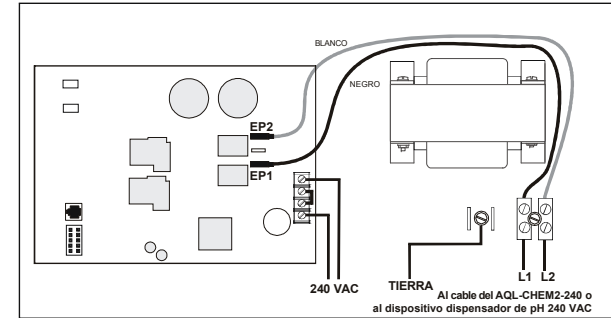 BLANCO
NEGRO
EP2
EP1
240 VAC
TIERRA
L1 L2
Al cable del AQL-CHEM2-240 o
al dispositivo dispensador de pH 240 VAC